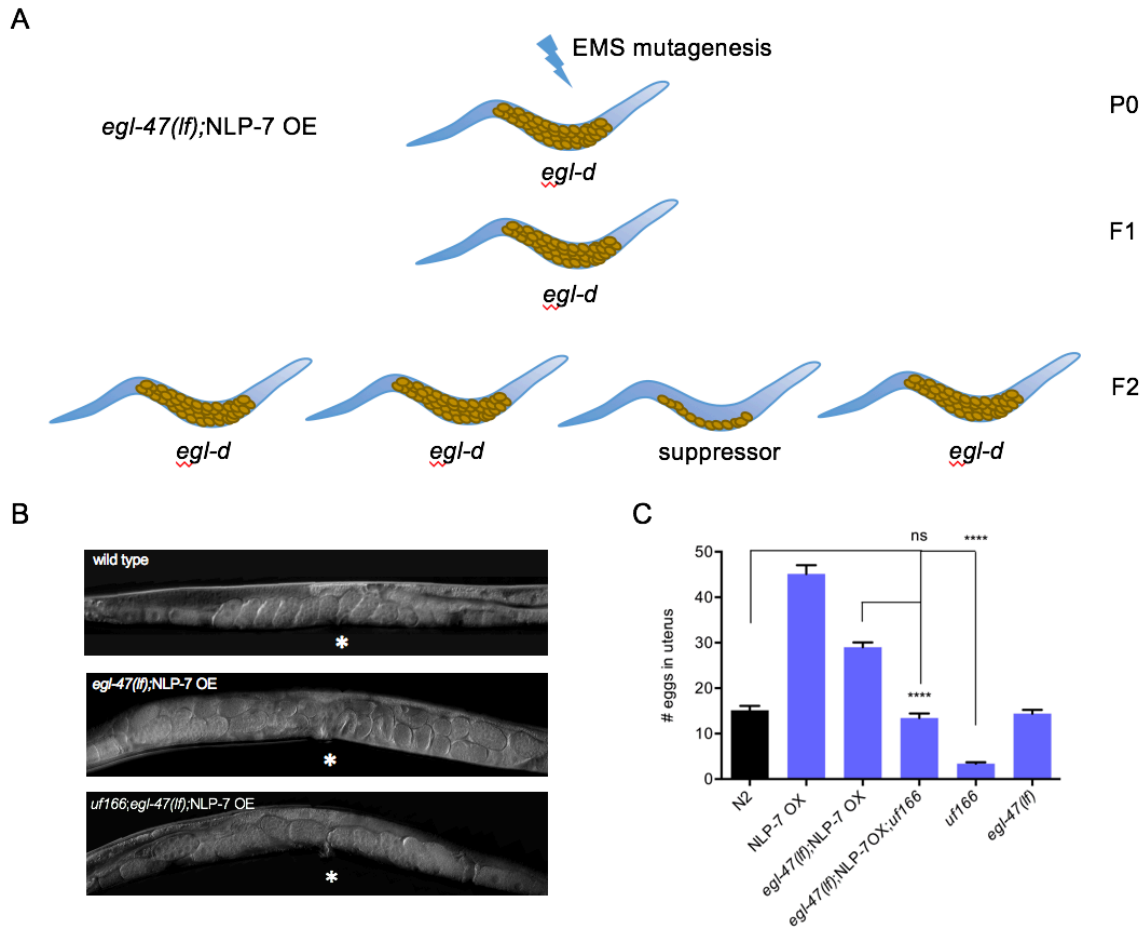 A
EMS mutagenesis
P0
egl-47(lf);NLP-7 OE
egl-d
F1
egl-d
F2
egl-d
egl-d
suppressor
egl-d
B
wild type
*
egl-47(lf);NLP-7 OE
*
uf166;egl-47(lf);NLP-7 OE
*
C
ns
****
****
# eggs in uterus
50
40
30
20
10
0
N2
NLP-7 OX
egl-47(lf);NLP-7 OX
egl-47(lf);NLP-7OX;uf166
uf166
egl-47(lf)